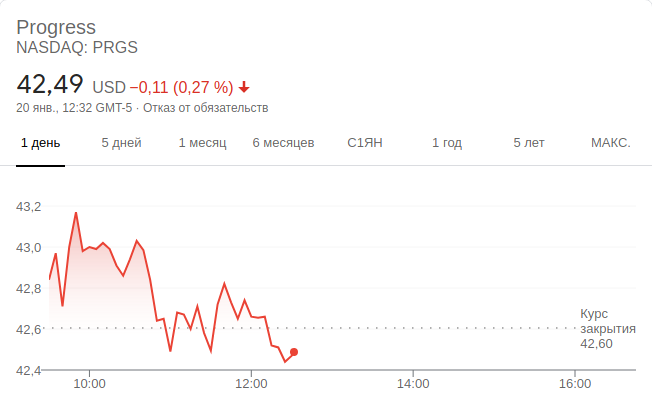 Progress
NASDAQ: PRGS
42,49 USD −0,11 (0,27 %)
20 янв., 12:32 GMT-5 · Отказ от обязательств
1 день 5 дней 1 месяц 6 месяцев С1ЯН 1 год 5 лет МАКС.
43,2
43,0
42,8
42,6
42,4
Курс
закрытия
42,60
10:00 12:00 14:00 16:00